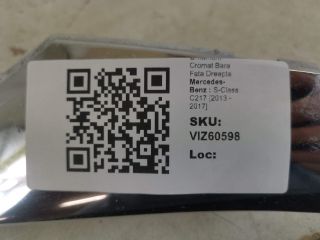 Cromat Bara
Fata Dreapta
Mercedes-
Benz : S-Class
C217 [2013 -
2017]
SKU:
VIZ60598
Loc: